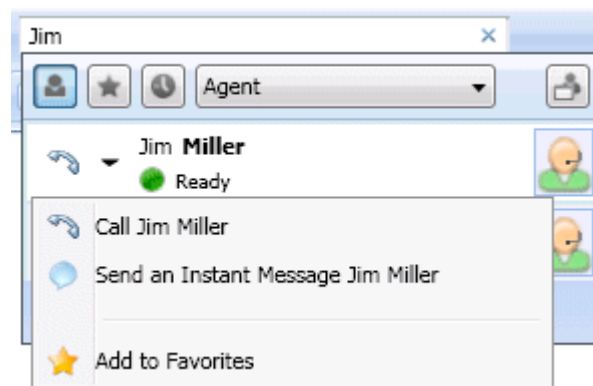 Jim
Agent
Jim Miller
Ready
Call Jim Miller
Send an Instant Message Jim Miller
Add to Favorites